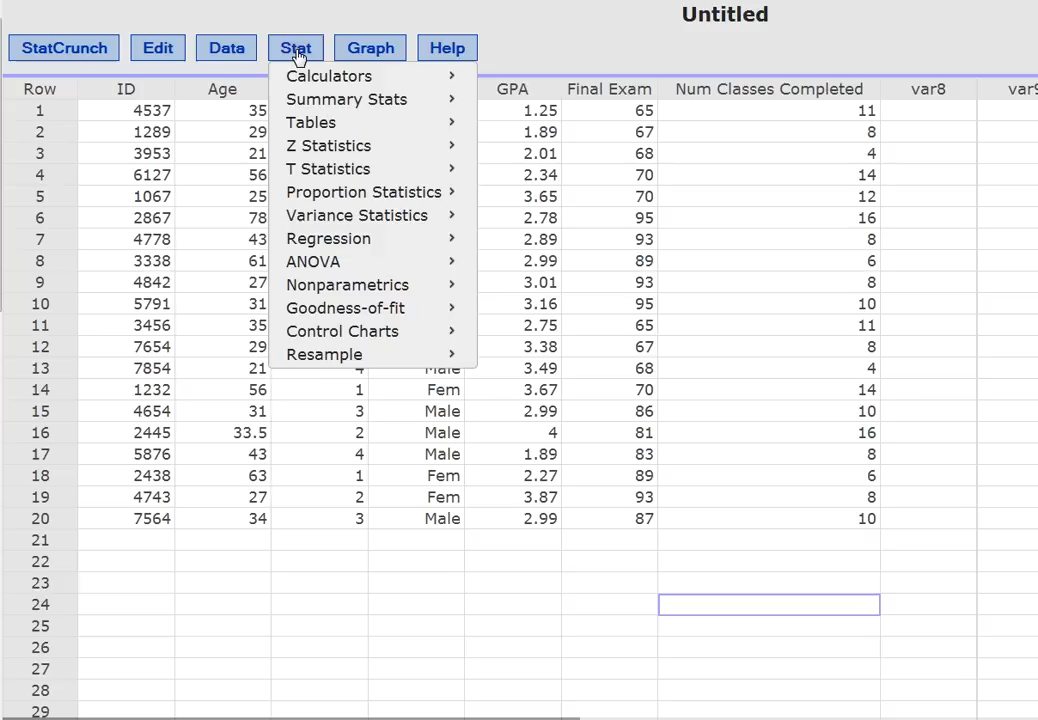 Untitled
StatCrunch Edit Data Stat Graph Help
Row ID Age GPA Final Exam Num Classes Completed var8 var9
Calculators
Summary Stats
Tables
Z Statistics
T Statistics
Proportion Statistics
Variance Statistics
Regression
ANOVA
Nonparametrics
Goodness-of-fit
Control Charts
Resample
1 4537 35 1.25 65 11
2 1289 29 1.89 67 8
3 3953 21 2.01 68 4
4 6127 56 2.34 70 14
5 1067 25 3.65 70 12
6 2867 78 2.78 95 16
7 4778 43 2.89 93 8
8 3338 61 2.99 89 6
9 4842 27 3.01 93 8
10 5791 31 3.16 95 10
11 3456 35 2.75 65 11
12 7654 29 3.38 67 8
13 7854 21 4 Male 3.49 68 4
14 1232 56 1 Fem 3.67 70 14
15 4654 31 3 Male 2.99 86 10
16 2445 33.5 2 Male 4 81 16
17 5876 43 4 Male 1.89 83 8
18 2438 63 1 Fem 2.27 89 6
19 4743 27 2 Fem 3.87 93 8
20 7564 34 3 Male 2.99 87 10
21
22
23
24
25
26
27
28
29